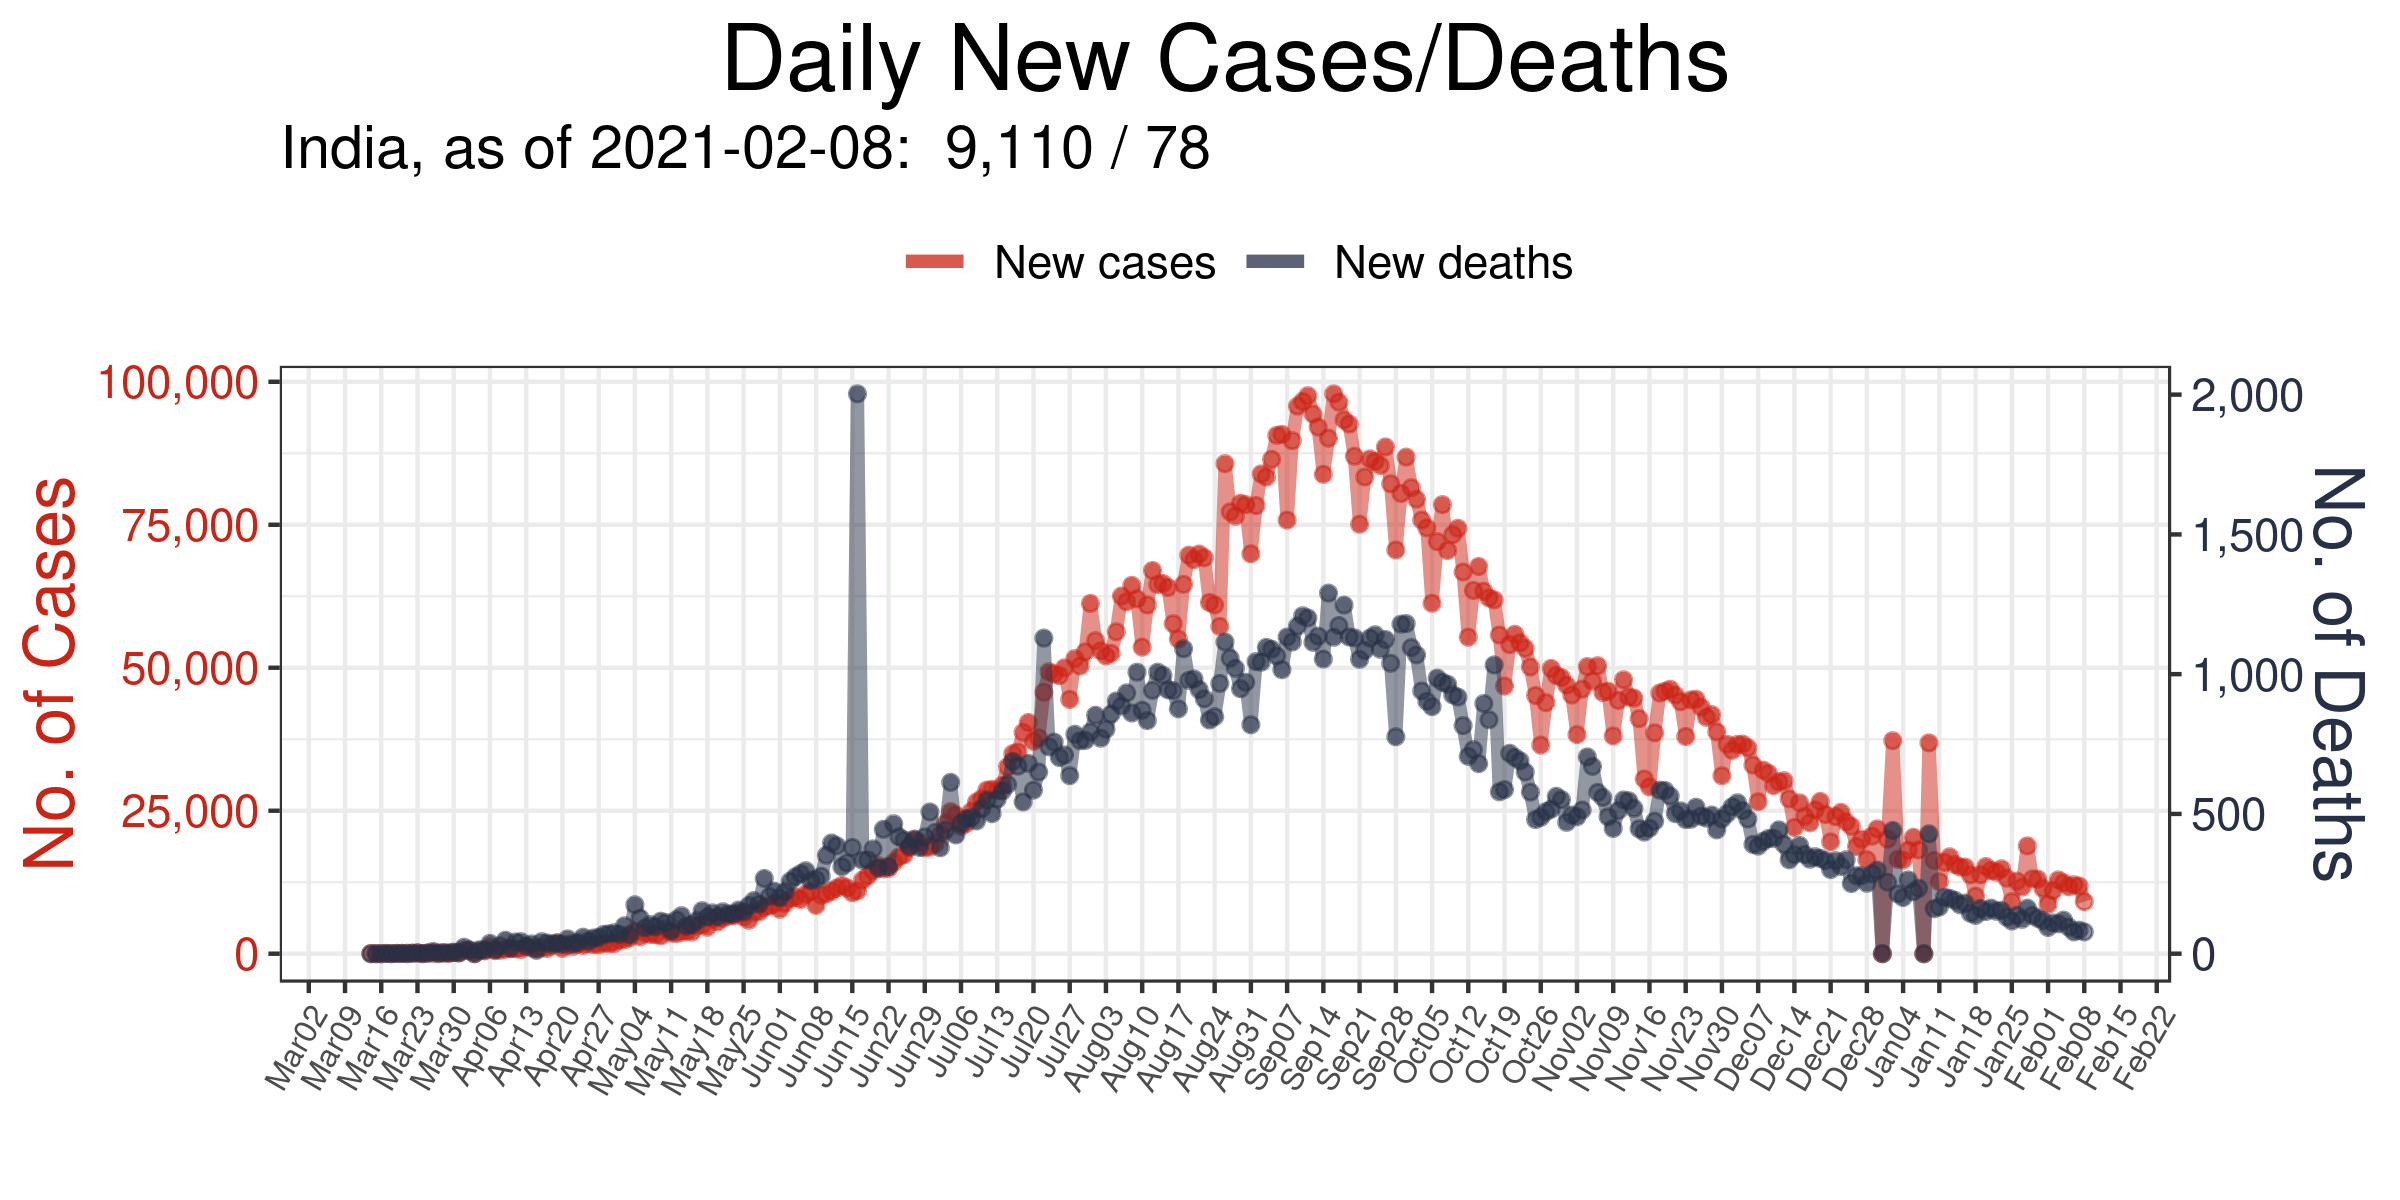 Daily New Cases/Deaths
India, as of 2021-02-08:  9,110 / 78
New cases
New deaths
No. of Cases
100,000
75,000
50,000
25,000
0
2,000
1,500
1,000
500
0
No. of Deaths
Mar02
Mar09
Mar16
Mar23
Mar30
Apr06
Apr13
Apr20
Apr27
May04
May11
May18
May25
Jun01
Jun08
Jun15
Jun22
Jun29
Jul06
Jul13
Jul20
Jul27
Aug03
Aug10
Aug17
Aug24
Aug31
Sep07
Sep14
Sep21
Sep28
Oct05
Oct12
Oct19
Oct26
Nov02
Nov09
Nov16
Nov23
Nov30
Dec07
Dec14
Dec21
Dec28
Jan04
Jan11
Jan18
Jan25
Feb01
Feb08
Feb15
Feb22